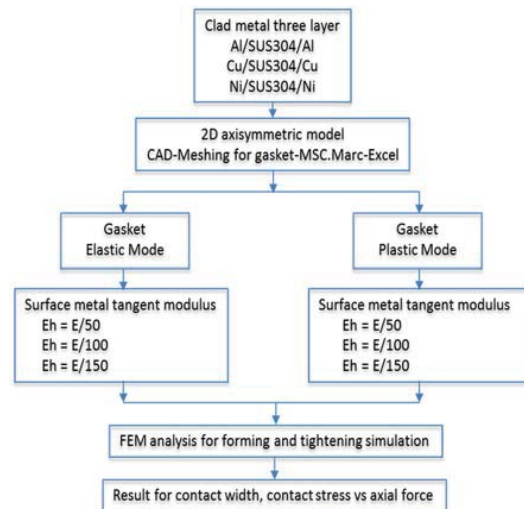 Clad metal three layer
Al/SUS304/Al
Cu/SUS304/Cu
Ni/SUS304/Ni
2D axisymmetric model
CAD-Meshing for gasket-MSC.Marc-Excel
Gasket
Elastic Mode
Gasket
Plastic Mode
Surface metal tangent modulus
Eh = E/50
Eh = E/100
Eh = E/150
Surface metal tangent modulus
Eh = E/50
Eh = E/100
Eh = E/150
FEM analysis for forming and tightening simulation
Result for contact width, contact stress vs axial force